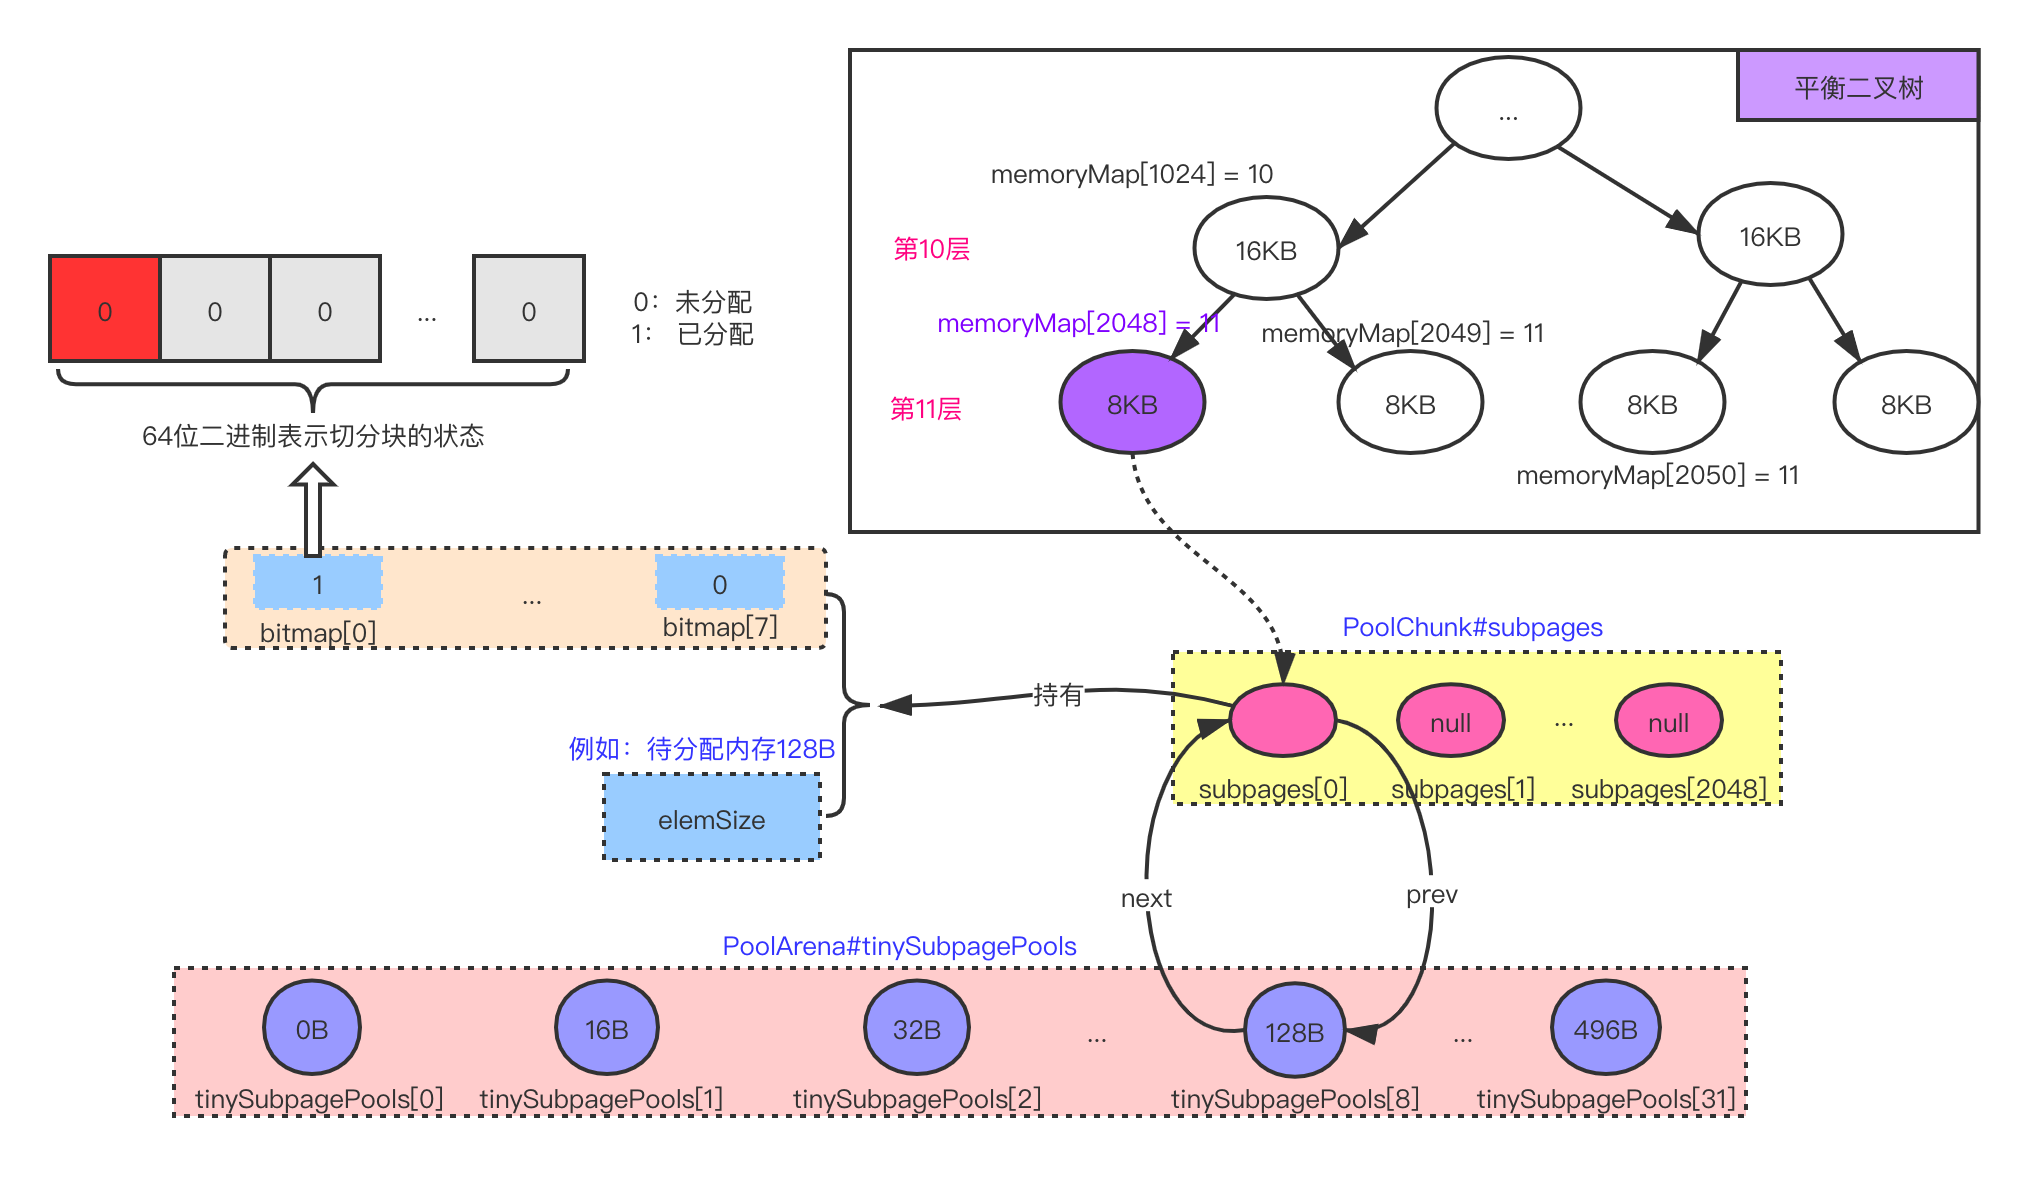 平衡二叉树
...
memoryMap[1024] = 10
第10层
16KB
16KB
memoryMap[2048] = 11
memoryMap[2049] = 11
第11层
8KB
8KB
8KB
8KB
memoryMap[2050] = 11
0
0
0
...
0
0：未分配
1： 已分配
64位二进制表示切分块的状态
1
...
0
bitmap[0]
bitmap[7]
例如：待分配内存128B
elemSize
持有
PoolChunk#subpages
null
...
null
subpages[0]
subpages[1]
subpages[2048]
next
prev
PoolArena#tinySubpagePools
0B
16B
32B
...
128B
...
496B
tinySubpagePools[0]
tinySubpagePools[1]
tinySubpagePools[2]
tinySubpagePools[8]
tinySubpagePools[31]